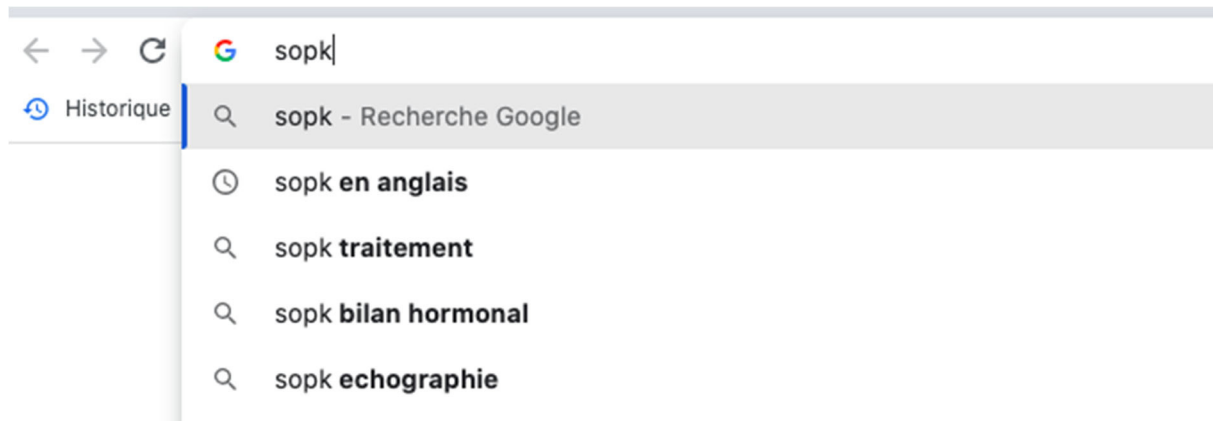 sopk
Historique
sopk - Recherche Google
sopk en anglais
sopk traitement
sopk bilan hormonal
sopk echographie